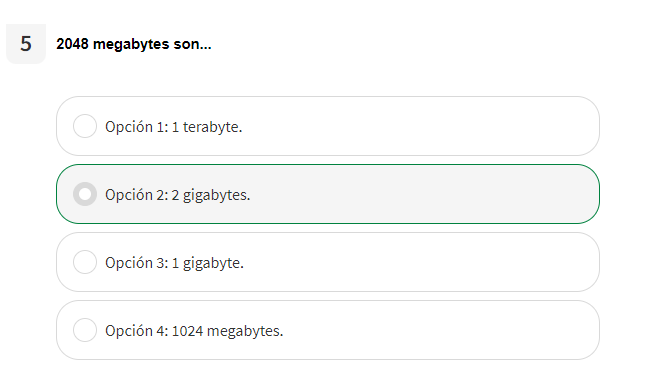 5
2048 megabytes son...
Opción 1: 1 terabyte.
Opción 2: 2 gigabytes.
Opción 3: 1 gigabyte.
Opción 4: 1024 megabytes.